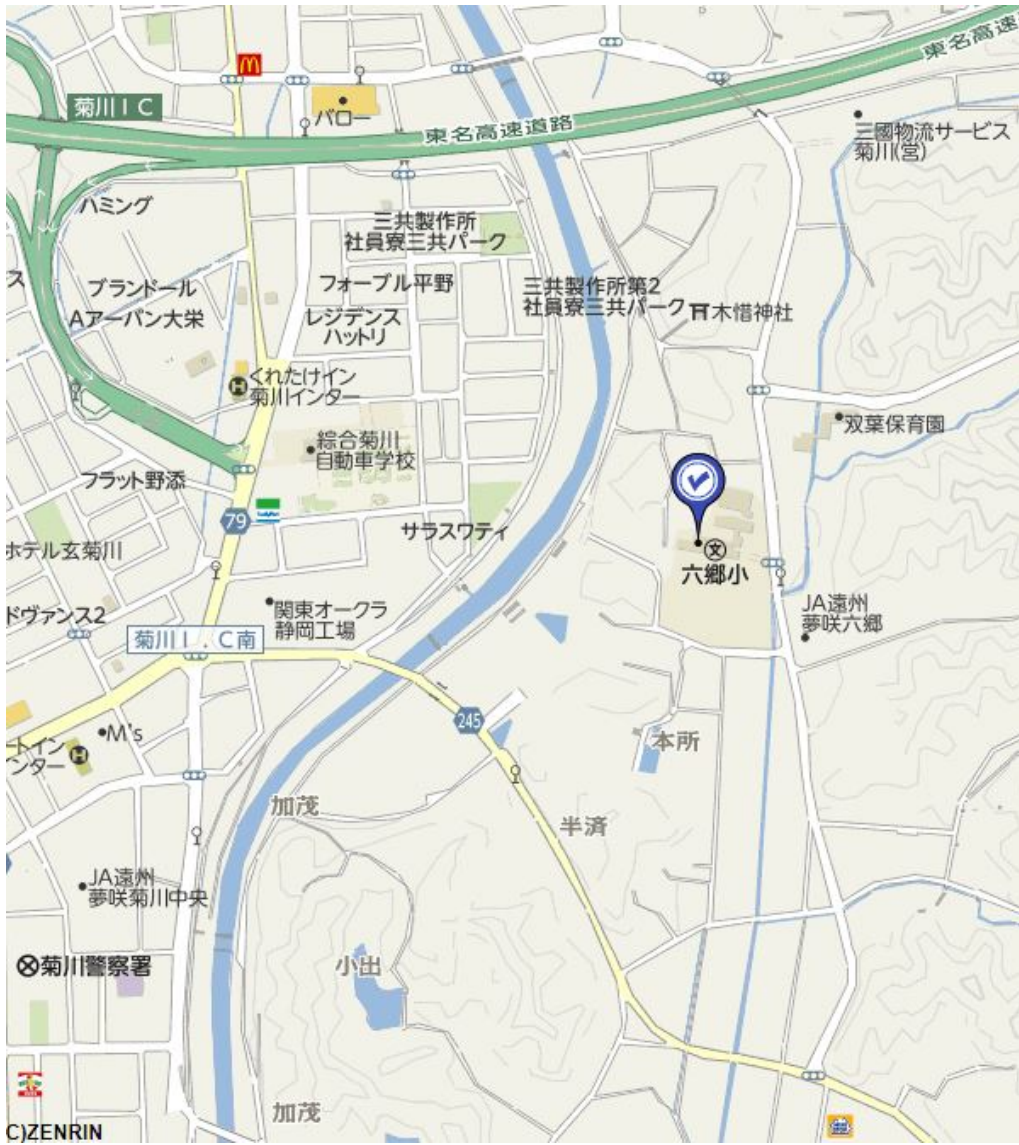 東名高速道
菊川IC
バロー
東名高速道路
三國物流サービス
菊川(営)
ハミング
三共製作所
社員寮三共パーク
ス
ブランドール
Aアーバン大栄
フォーブル平野
レジデンス
ハットリ
三共製作所第2
社員寮三共パーク
木惜神社
H
くれたけイン
菊川インター
綜合菊川
自動車学校
双葉保育園
フラット野添
79
サラスワティ
ホテル玄菊川
文
六郷小
ドヴァンス2
関東オークラ
静岡工場
JA遠州
夢咲六郷
菊川I.C南
245
M's
本所
ートイン
ンター
H
加茂
半済
JA遠州
夢咲菊川中央
菊川警察署
小出
加茂
C)ZENRIN